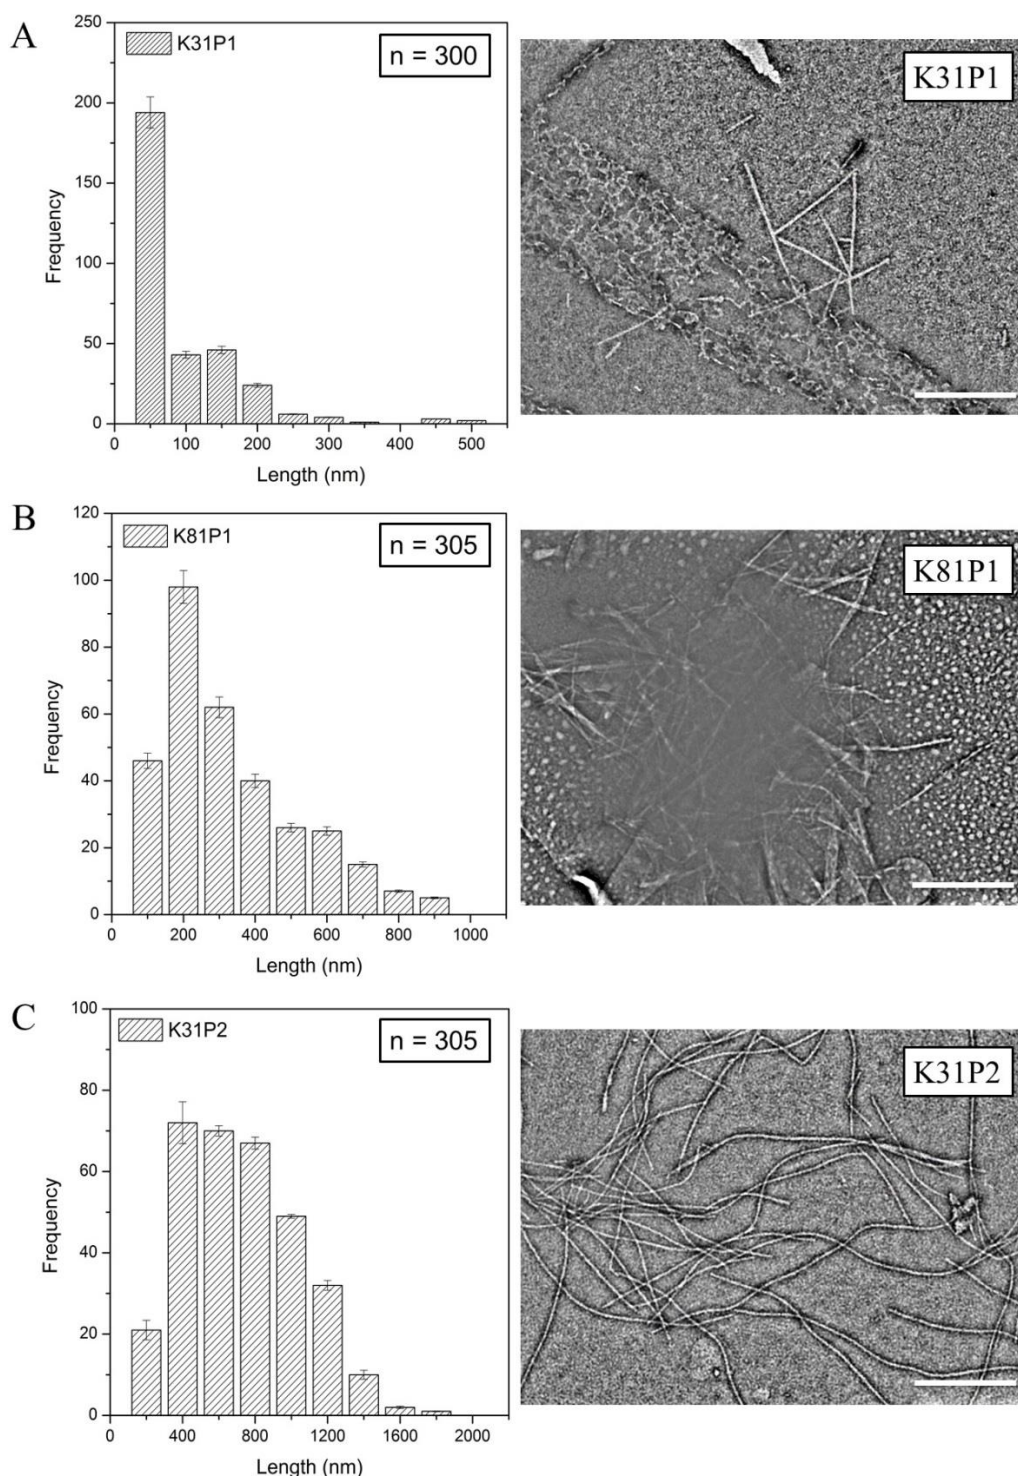 A
K31P1
n = 300
250
200
150
100
50
0
Frequency
0 100 200 300 400 500
Length (nm)
K31P1
B
K81P1
n = 305
120
100
80
60
40
20
0
Frequency
0 200 400 600 800 1000
Length (nm)
K81P1
C
K31P2
n = 305
100
80
60
40
20
0
Frequency
400 800 1200 1600 2000
Length (nm)
K31P2